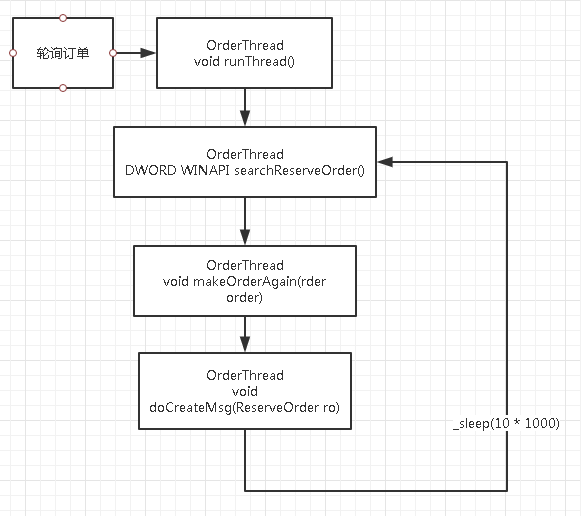 轮询订单
OrderThread
void runThread()
OrderThread
DWORD WINAPI searchReserveOrder()
OrderThread
void makeOrderAgain(rder
order)
OrderThread
void
doCreateMsg(ReserveOrder ro)
_sleep(10 * 1000)